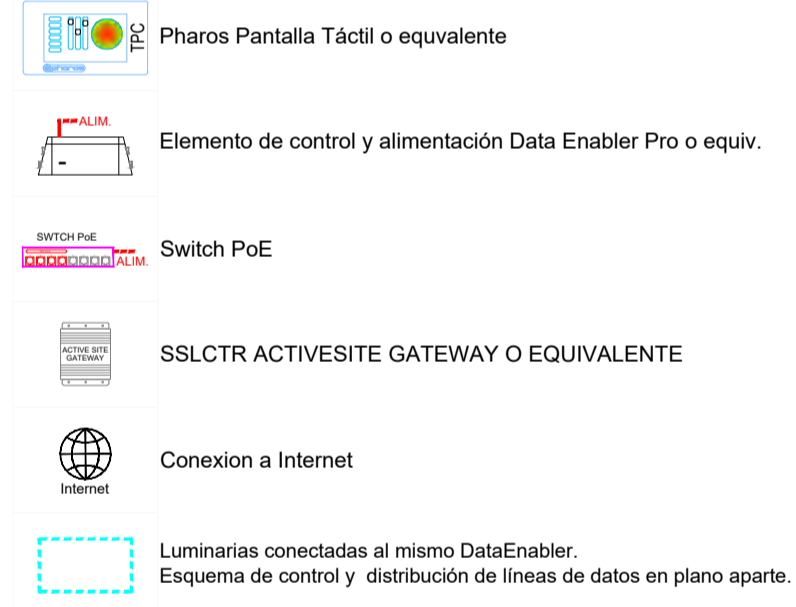 TPC
pharos
Pharos Pantalla Táctil o equvalente
ALIM.
Elemento de control y alimentación Data Enabler Pro o equiv.
SWTCH PoE
ALIM.
Switch PoE
ACTIVE SITE
GATEWAY
SSLCTR ACTIVESITE GATEWAY O EQUIVALENTE
Internet
Conexion a Internet
Luminarias conectadas al mismo DataEnabler.
Esquema de control y  distribución de líneas de datos en plano aparte.